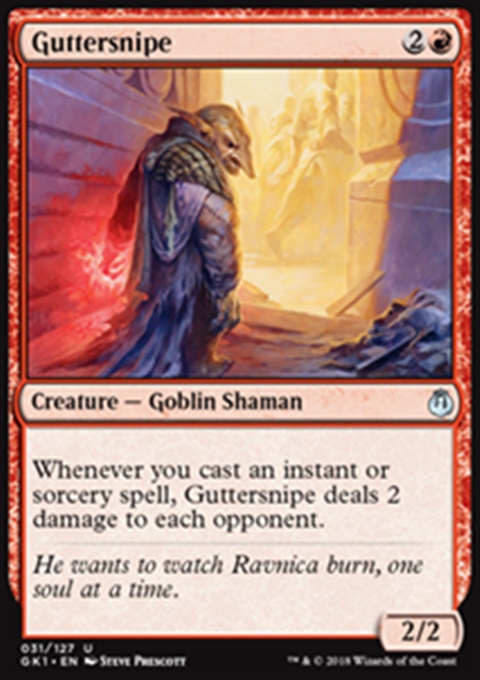 Guttersnipe 2
Creature — Goblin Shaman
Whenever you cast an instant or
sorcery spell, Guttersnipe deals 2
damage to each opponent.
He wants to watch Ravnica burn, one
soul at a time.
2/2
031/127 U
GK1 • EN Steve Prescott
™ & © 2018 Wizards of the Coast